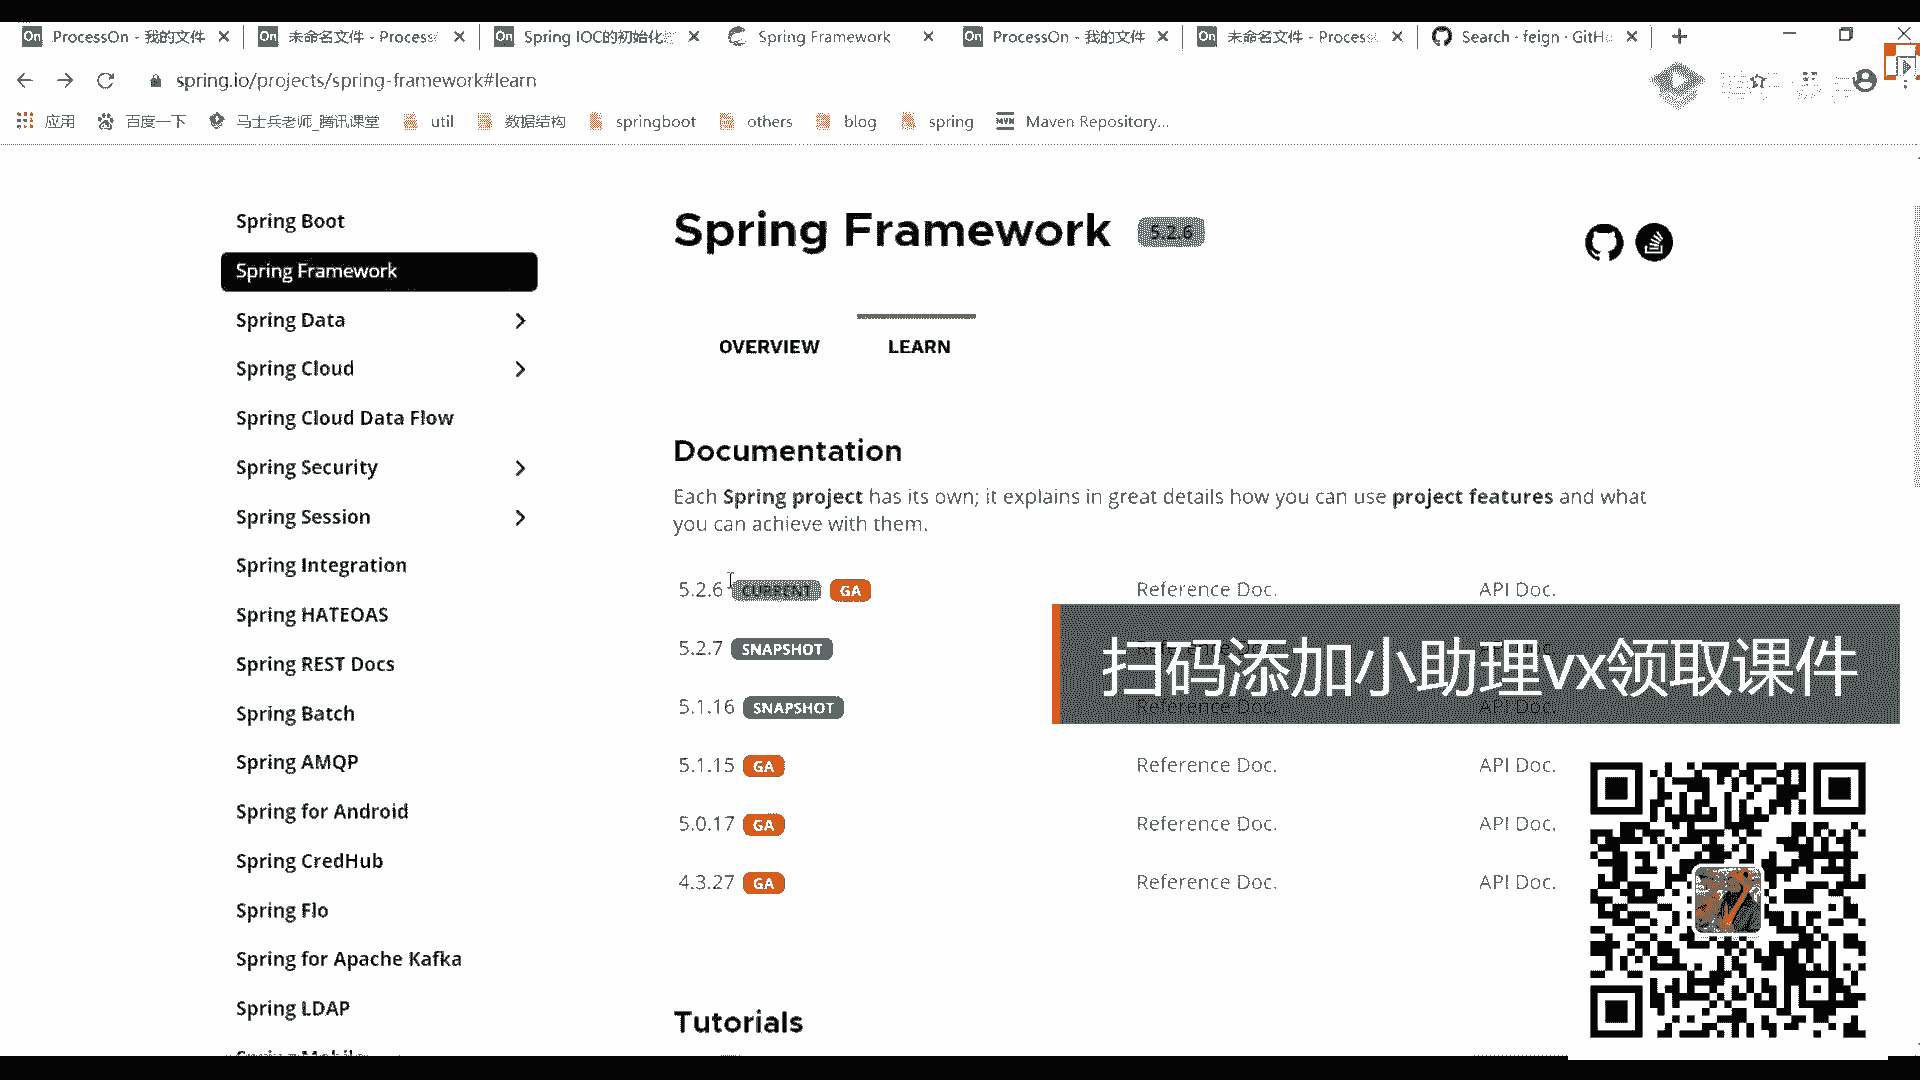 ProcessOn - 我的文件
未命名文件 - Process
Spring IOC的初始化
Spring Framework
ProcessOn - 我的文件
未命名文件 - Process
Search · feign · GitH
spring.io/projects/spring-framework#learn
应用
百度一下
马士兵老师_腾讯课堂
util
数据结构
springboot
others
blog
spring
Maven Repository...
Spring Boot
Spring Framework
Spring Data
Spring Cloud
Spring Cloud Data Flow
Spring Security
Spring Session
Spring Integration
Spring HATEOAS
Spring REST Docs
Spring Batch
Spring AMQP
Spring for Android
Spring CredHub
Spring Flo
Spring for Apache Kafka
Spring LDAP
Spring Mobile
Spring Framework 5.2.6
OVERVIEW LEARN
Documentation
Each Spring project has its own; it explains in great details how you can use project features and what
you can achieve with them.
5.2.6 CURRENT GA Reference Doc. API Doc.
5.2.7 SNAPSHOT
5.1.16 SNAPSHOT Reference Doc. API Doc.
5.1.15 GA Reference Doc. API Doc.
5.0.17 GA Reference Doc. API Doc.
4.3.27 GA Reference Doc. API Doc.
Tutorials
扫码添加小助理vx领取课件